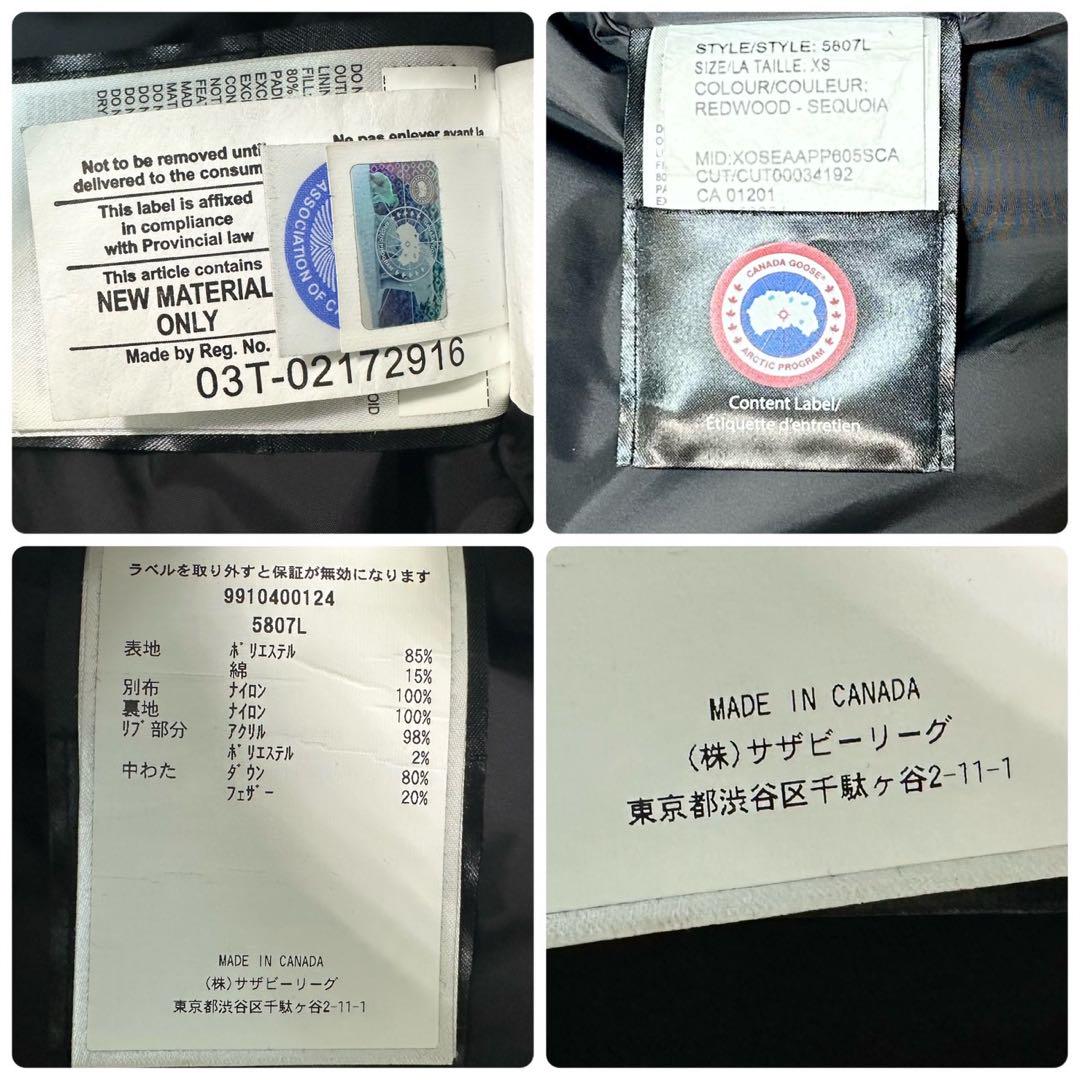 No pas enlever avant la
Not to be removed until
delivered to the consum
This label is affixed
in compliance
with Provincial law
This article contains
NEW MATERIAL
ONLY
Made by Reg. No.
03T-02172916
ASSOCIATION OF C
STYLE/STYLE: 5807L
SIZE/LA TAILLE: XS
COLOUR/COULEUR:
REDWOOD - SEQUOIA
MID:XOSEAAPP605SCA
CUT/CUT00034192
CA 01201
CANADA GOOSE
ARCTIC PROGRAM
Content Label/
Étiquette d'entretien
ラベルを取り外すと保証が無効になります
9910400124
5807L
表地 ポリエステル 85%
綿 15%
別布 ナイロン 100%
裏地 ナイロン 100%
リブ部分 アクリル 98%
ポリエステル 2%
中わた ダウン 80%
フェザー 20%
MADE IN CANADA
(株)サザビーリーグ
東京都渋谷区千駄ヶ谷2-11-1
MADE IN CANADA
(株)サザビーリーグ
東京都渋谷区千駄ヶ谷2-11-1